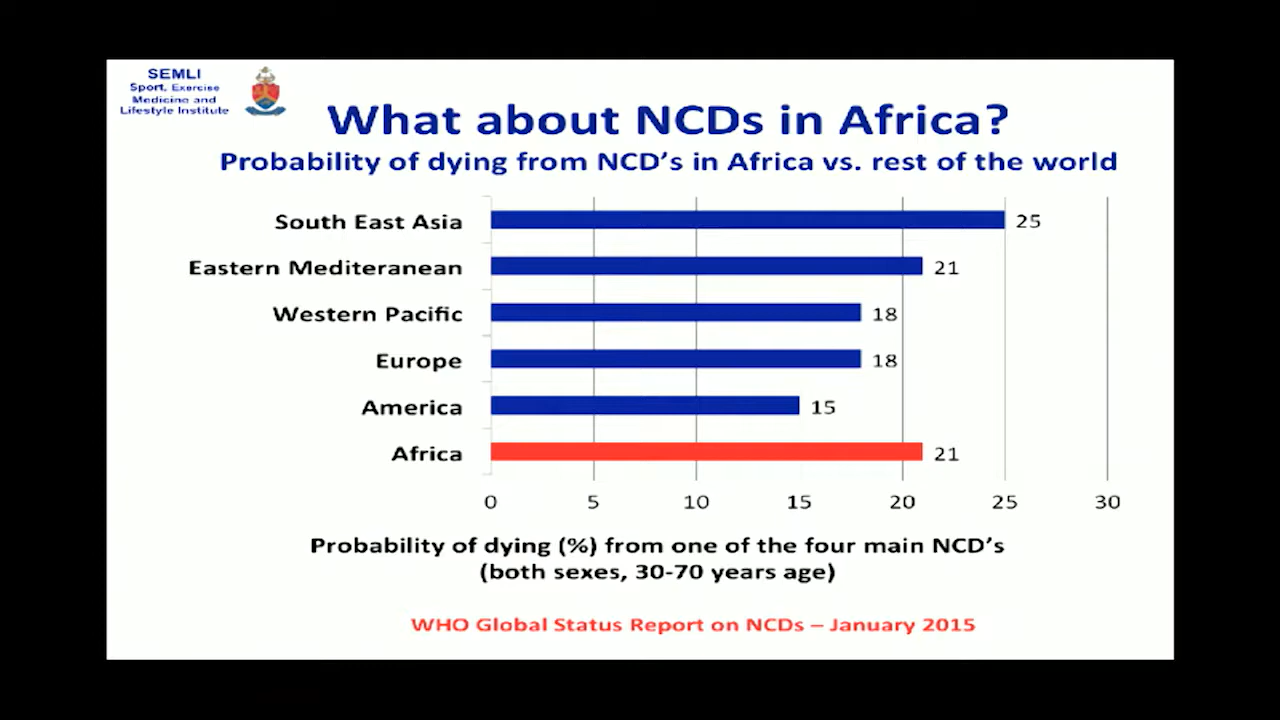 SEMLI
Sport, Exercise
Medicine and
Lifestyle Institute
What about NCDs in Africa?
Probability of dying from NCD’s in Africa vs. rest of the world
South East Asia 25
Eastern Mediteranean 21
Western Pacific 18
Europe 18
America 15
Africa 21
0 5 10 15 20 25 30
Probability of dying (%) from one of the four main NCD’s
(both sexes, 30-70 years age)
WHO Global Status Report on NCDs – January 2015